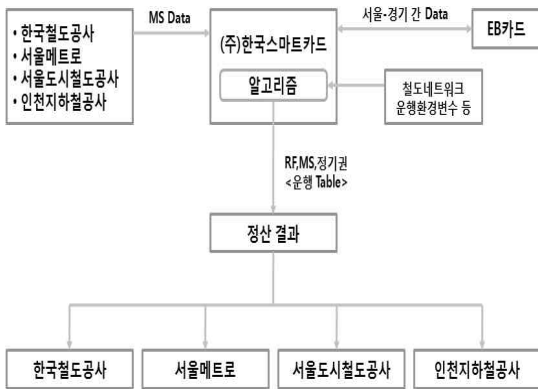 • 한국철도공사
• 서울메트로
• 서울도시철도공사
• 인천지하철공사
MS Data
(주)한국스마트카드
알고리즘
서울-경기 간 Data
EB카드
철도네트워크
운행환경변수 등
RF,MS,정기권
<운행 Table>
정산 결과
한국철도공사
서울메트로
서울도시철도공사
인천지하철공사